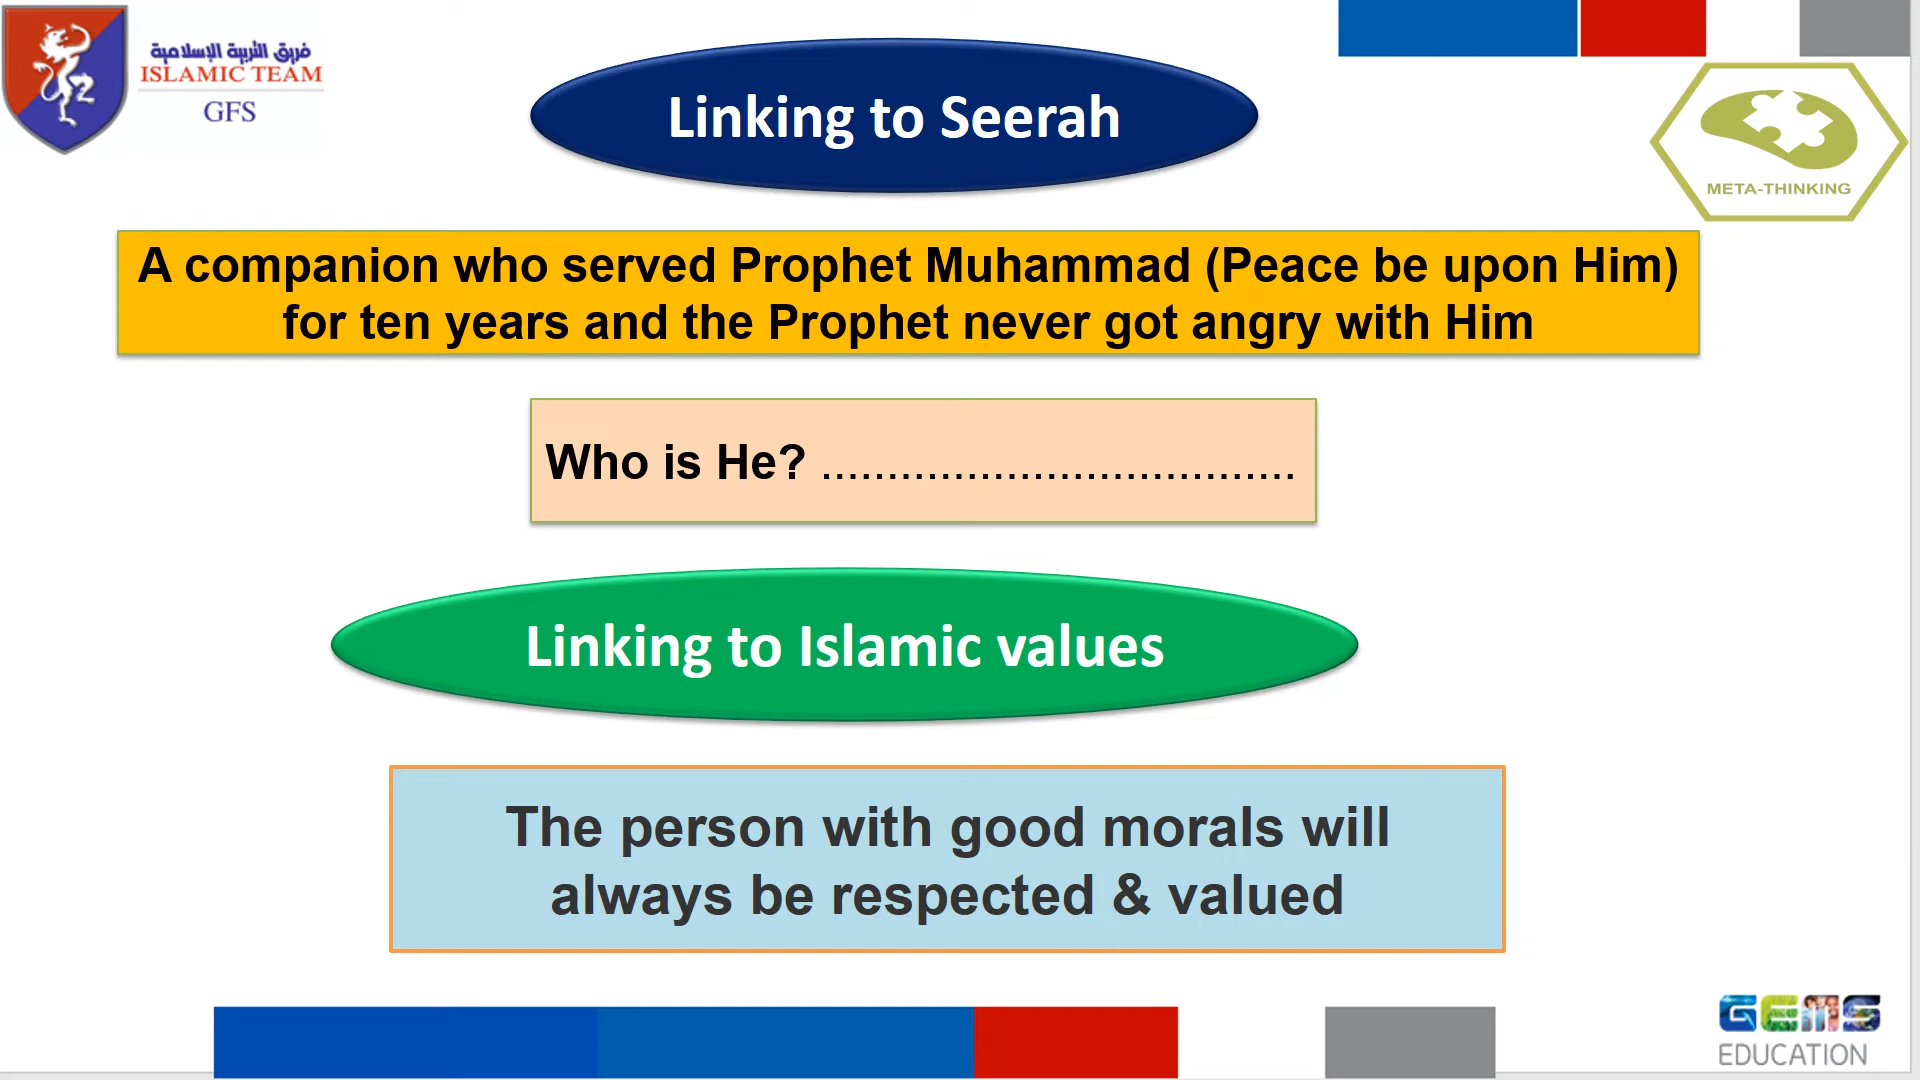 فريق التربية الإسلامية
ISLAMIC TEAM
GFS
Linking to Seerah
META-THINKING
A companion who served Prophet Muhammad (Peace be upon Him)
for ten years and the Prophet never got angry with Him
Who is He? ....................................
Linking to Islamic values
The person with good morals will
always be respected & valued
GEMS
EDUCATION